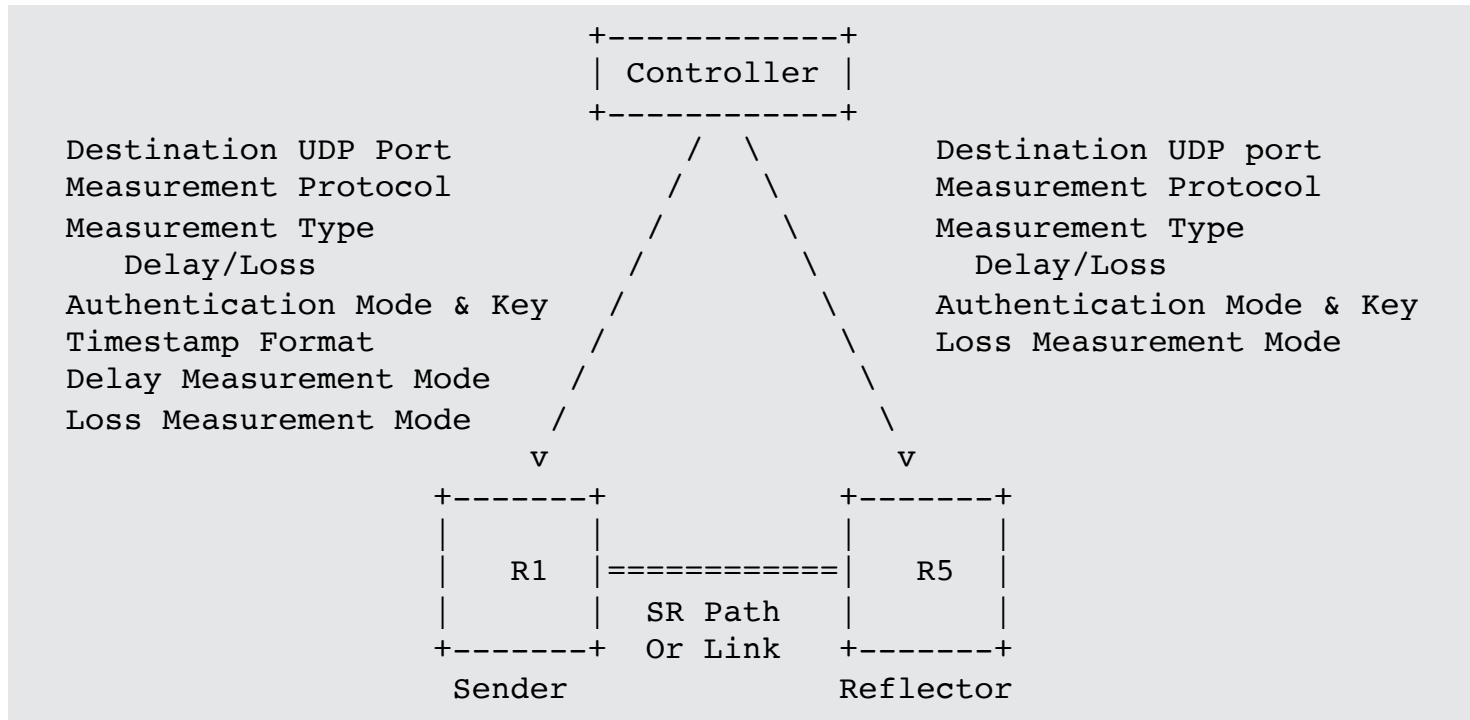 Controller
Destination UDP Port
Measurement Protocol
Measurement Type
Delay/Loss
Authentication Mode & Key
Timestamp Format
Delay Measurement Mode
Loss Measurement Mode
Destination UDP port
Measurement Protocol
Measurement Type
Delay/Loss
Authentication Mode & Key
Loss Measurement Mode
v v
R1
SR Path
Or Link
R5
Sender
Reflector